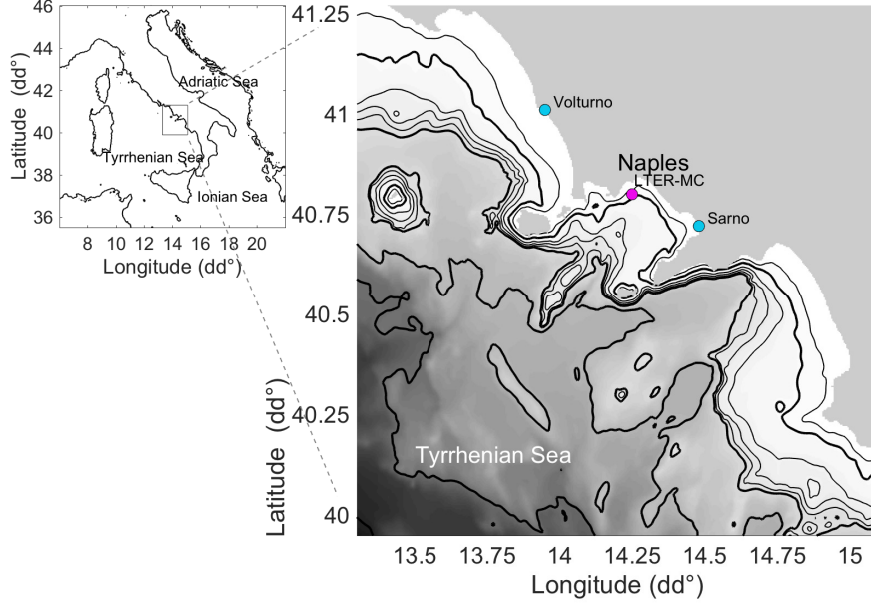 46
44
42
40
38
36
Latitude (dd°)
Adriatic Sea
Tyrrhenian Sea
Ionian Sea
8 10 12 14 16 18 20
Longitude (dd°)
41.25
41
40.75
40.5
40.25
40
Latitude (dd°)
Volturno
Naples
LTER-MC
Sarno
Tyrrhenian Sea
13.5 13.75 14 14.25 14.5 14.75 15
Longitude (dd°)